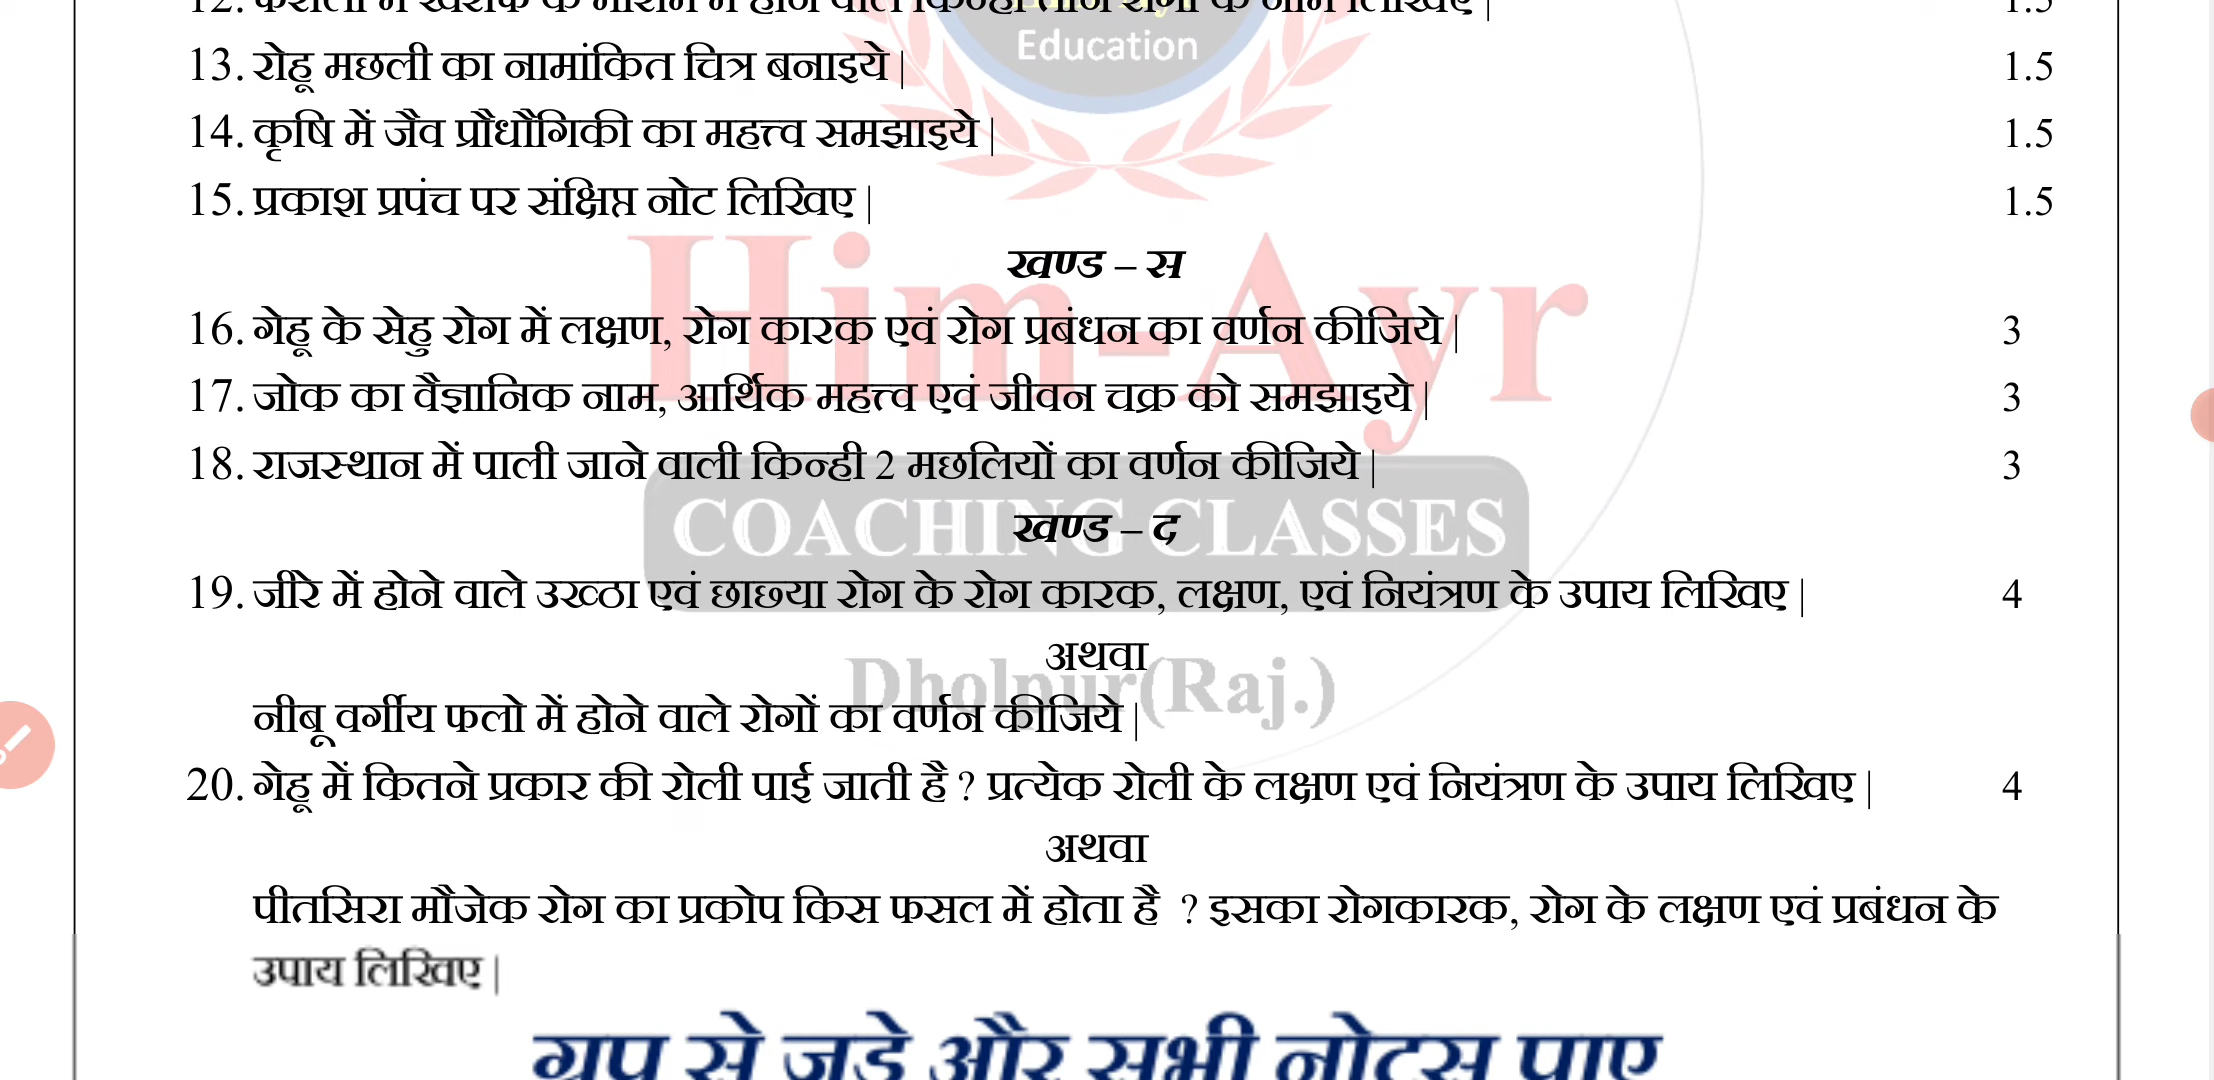 Education
13. रोहू मछली का नामांकित चित्र बनाइये | 1.5
14. कृषि में जैव प्रौधौगिकी का महत्त्व समझाइये | 1.5
15. प्रकाश प्रपंच पर संक्षिप्त नोट लिखिए | 1.5
खण्ड – स
Him-Ayr
16. गेहू के सेहु रोग में लक्षण, रोग कारक एवं रोग प्रबंधन का वर्णन कीजिये | 3
17. जोक का वैज्ञानिक नाम, आर्थिक महत्त्व एवं जीवन चक्र को समझाइये | 3
18. राजस्थान में पाली जाने वाली किन्ही 2 मछलियों का वर्णन कीजिये | 3
COACHING CLASSES
खण्ड – द
19. जीरे में होने वाले उख्ठा एवं छाछ्या रोग के रोग कारक, लक्षण, एवं नियंत्रण के उपाय लिखिए | 4
अथवा
Dholpur(Raj.)
नीबू वर्गीय फलो में होने वाले रोगों का वर्णन कीजिये |
20. गेहू में कितने प्रकार की रोली पाई जाती है ? प्रत्येक रोली के लक्षण एवं नियंत्रण के उपाय लिखिए | 4
अथवा
पीतसिरा मौजेक रोग का प्रकोप किस फसल में होता है ? इसका रोगकारक, रोग के लक्षण एवं प्रबंधन के
उपाय लिखिए |
ग्रुप से जुड़े और सभी नोट्स पाए